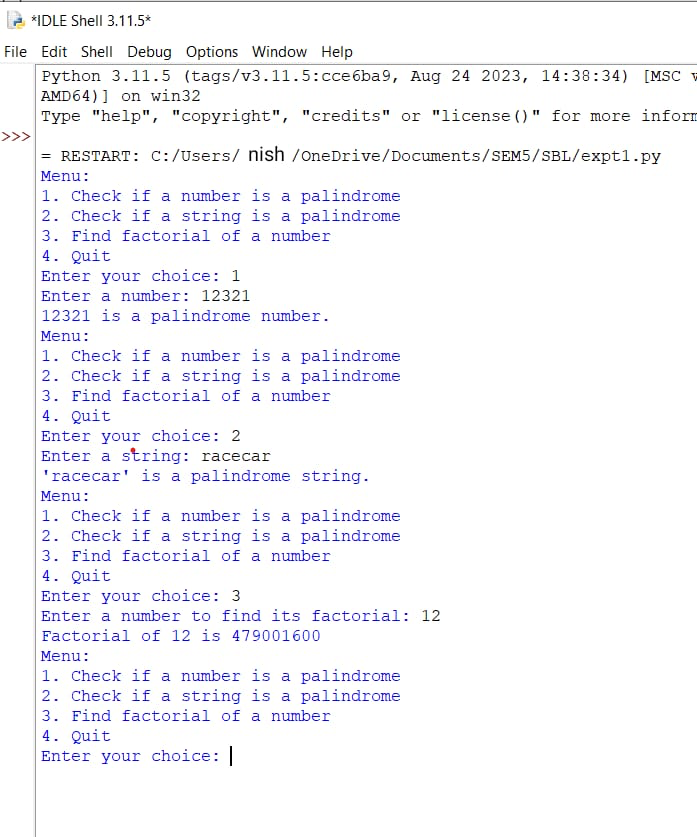 *IDLE Shell 3.11.5*
File Edit Shell Debug Options Window Help
Python 3.11.5 (tags/v3.11.5:cce6ba9, Aug 24 2023, 14:38:34) [MSC
AMD64)] on win32
Type "help", "copyright", "credits" or "license()" for more
>>>
= RESTART: C:/Users/ nish /OneDrive/Documents/SEM5/SBL/expt1.py
Menu:
1. Check if a number is a palindrome
2. Check if a string is a palindrome
3. Find factorial of a number
4. Quit
Enter your choice: 1
Enter a number: 12321
12321 is a palindrome number.
Menu:
1. Check if a number is a palindrome
2. Check if a string is a palindrome
3. Find factorial of a number
4. Quit
Enter your choice: 2
Enter a string: racecar
'racecar' is a palindrome string.
Menu:
1. Check if a number is a palindrome
2. Check if a string is a palindrome
3. Find factorial of a number
4. Quit
Enter your choice: 3
Enter a number to find its factorial: 12
Factorial of 12 is 479001600
Menu:
1. Check if a number is a palindrome
2. Check if a string is a palindrome
3. Find factorial of a number
4. Quit
Enter your choice: